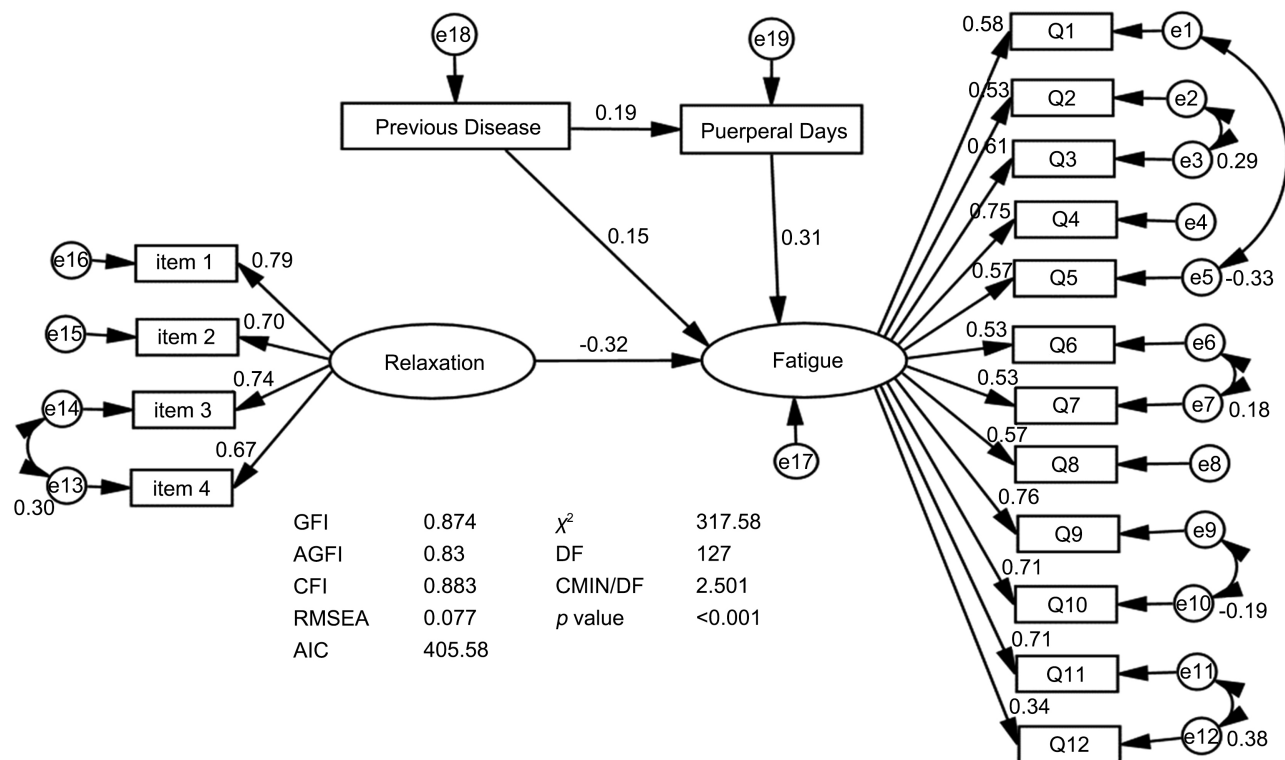 e18
e19
Previous Disease
0.19
Puerperal Days
0.15
0.31
e16
item 1
0.79
e15
item 2
0.70
e14
item 3
0.74
e13
item 4
0.67
0.30
Relaxation
-0.32
Fatigue
e17
0.58
Q1
e1
0.53
Q2
e2
0.61
Q3
e3
0.29
0.75
Q4
e4
0.57
Q5
e5
-0.33
0.53
Q6
e6
0.53
Q7
e7
0.18
0.57
Q8
e8
0.76
Q9
e9
0.71
Q10
e10
-0.19
0.71
Q11
e11
0.34
Q12
e12
0.38
GFI 0.874 χ² 317.58
AGFI 0.83 DF 127
CFI 0.883 CMIN/DF 2.501
RMSEA 0.077 p value <0.001
AIC 405.58